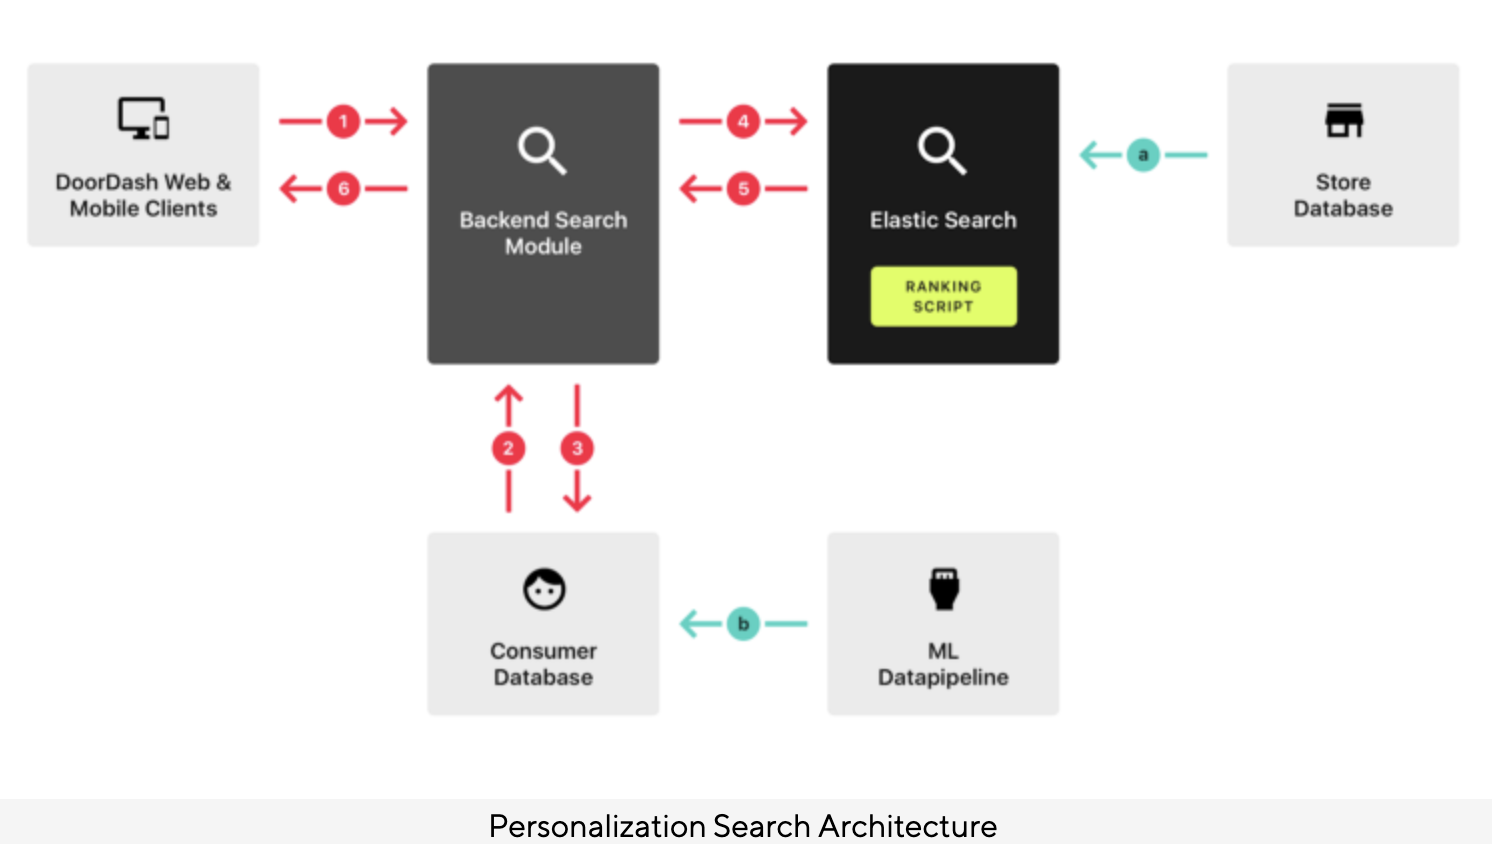 DoorDash Web &
Mobile Clients
1
6
Backend Search
Module
4
5
Elastic Search
RANKING
SCRIPT
a
Store
Database
2
3
Consumer
Database
b
ML
Datapipeline
Personalization Search Architecture